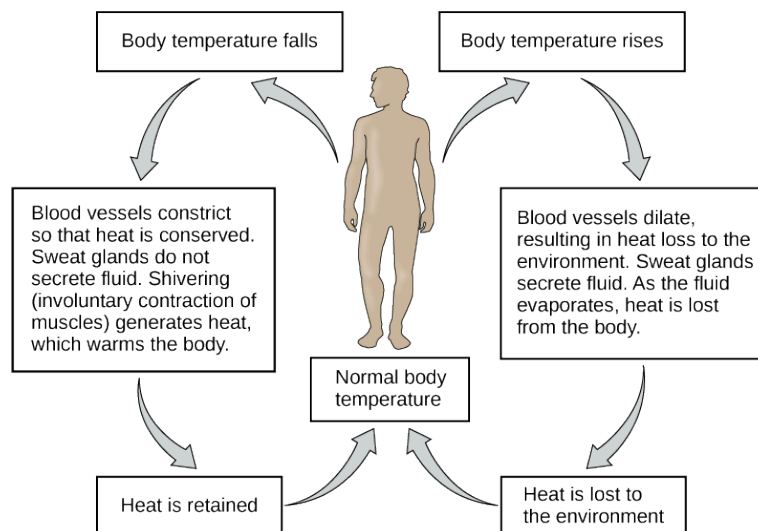 Body temperature falls
Body temperature rises
Blood vessels constrict
so that heat is conserved.
Sweat glands do not
secrete fluid. Shivering
(involuntary contraction of
muscles) generates heat,
which warms the body.
Blood vessels dilate,
resulting in heat loss to the
environment. Sweat glands
secrete fluid. As the fluid
evaporates, heat is lost
from the body.
Normal body
temperature
Heat is retained
Heat is lost to
the environment